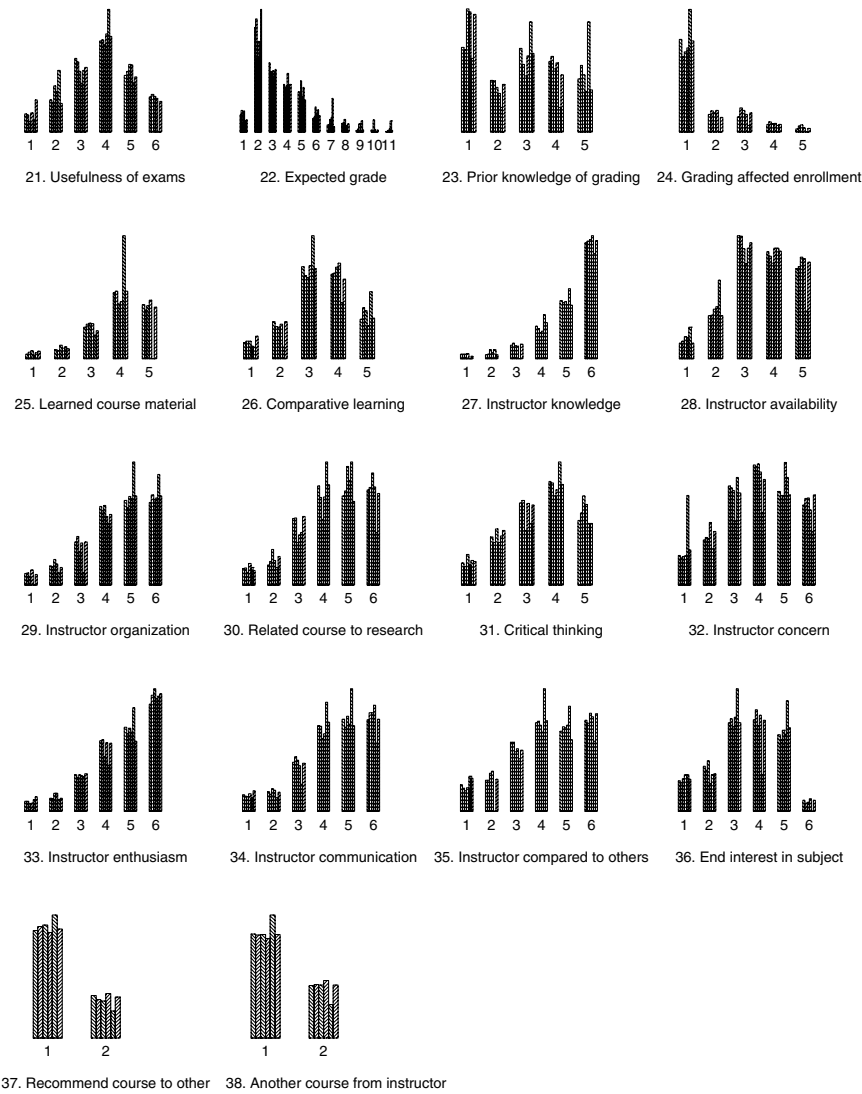 1 2 3 4 5 6 1 2 3 4 5 6 7 8 9 1011 1 2 3 4 5 1 2 3 4 5
21. Usefulness of exams 22. Expected grade 23. Prior knowledge of grading 24. Grading affected enrollment
1 2 3 4 5 1 2 3 4 5 1 2 3 4 5 6 1 2 3 4 5
25. Learned course material 26. Comparative learning 27. Instructor knowledge 28. Instructor availability
1 2 3 4 5 6 1 2 3 4 5 6 1 2 3 4 5 1 2 3 4 5 6
29. Instructor organization 30. Related course to research 31. Critical thinking 32. Instructor concern
1 2 3 4 5 6 1 2 3 4 5 6 1 2 3 4 5 6 1 2 3 4 5 6
33. Instructor enthusiasm 34. Instructor communication 35. Instructor compared to others 36. End interest in subject
1 2 1 2
37. Recommend course to other 38. Another course from instructor